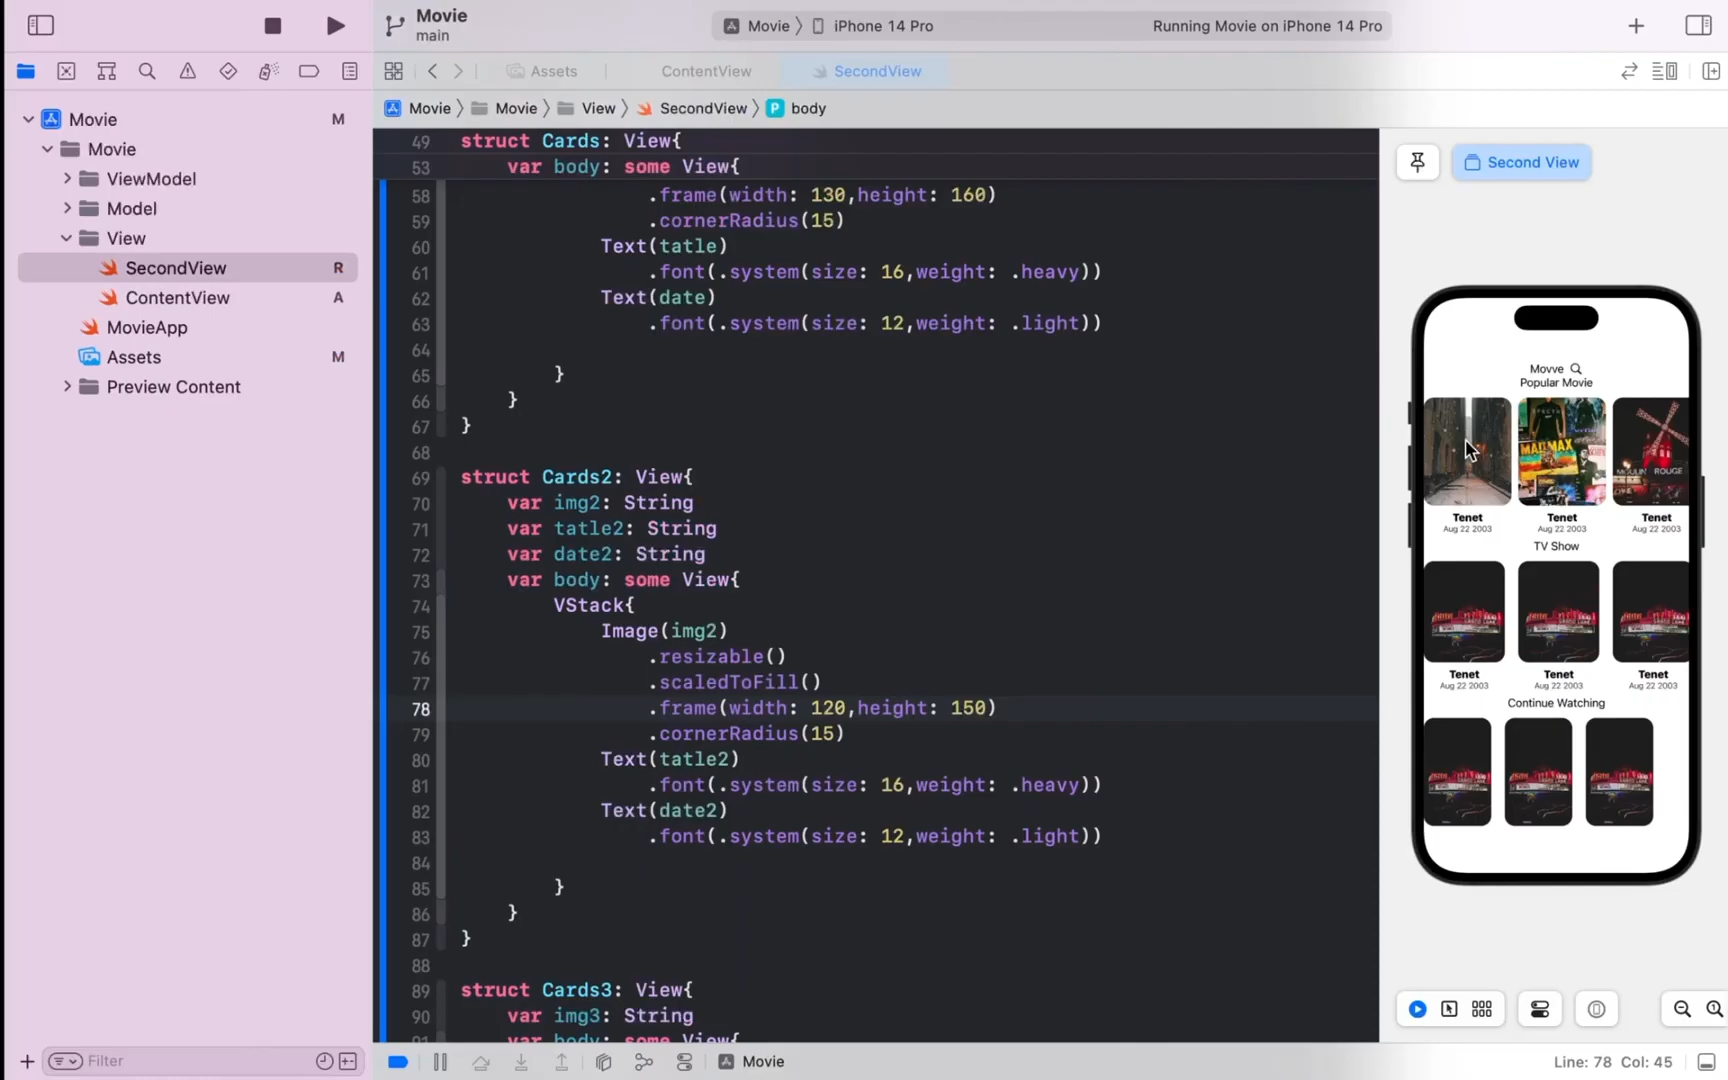 Movie
main
Movie
iPhone 14 Pro
Running Movie on iPhone 14 Pro
Assets
ContentView
SecondView
Movie
Movie
View
SecondView
P
body
Movie M
Movie
ViewModel
Model
View
SecondView R
ContentView A
MovieApp
Assets M
Preview Content
Filter
49 struct Cards: View{
53 var body: some View{
58 .frame(width: 130,height: 160)
59 .cornerRadius(15)
60 Text(tatle)
61 .font(.system(size: 16,weight: .heavy))
62 Text(date)
63 .font(.system(size: 12,weight: .light))
64
65 }
66 }
67 }
68
69 struct Cards2: View{
70 var img2: String
71 var tatle2: String
72 var date2: String
73 var body: some View{
74 VStack{
75 Image(img2)
76 .resizable()
77 .scaledToFill()
78 .frame(width: 120,height: 150)
79 .cornerRadius(15)
80 Text(tatle2)
81 .font(.system(size: 16,weight: .heavy))
82 Text(date2)
83 .font(.system(size: 12,weight: .light))
84
85 }
86 }
87 }
88
89 struct Cards3: View{
90 var img3: String
91 var body: some View{
Second View
Movve
Popular Movie
MAD MAX
MOULIN ROUGE
Tenet Tenet Tenet
Aug 22 2003 Aug 22 2003 Aug 22 2003
TV Show
Tenet Tenet Tenet
Aug 22 2003 Aug 22 2003 Aug 22 2003
Continue Watching
Movie
Line: 78 Col: 45